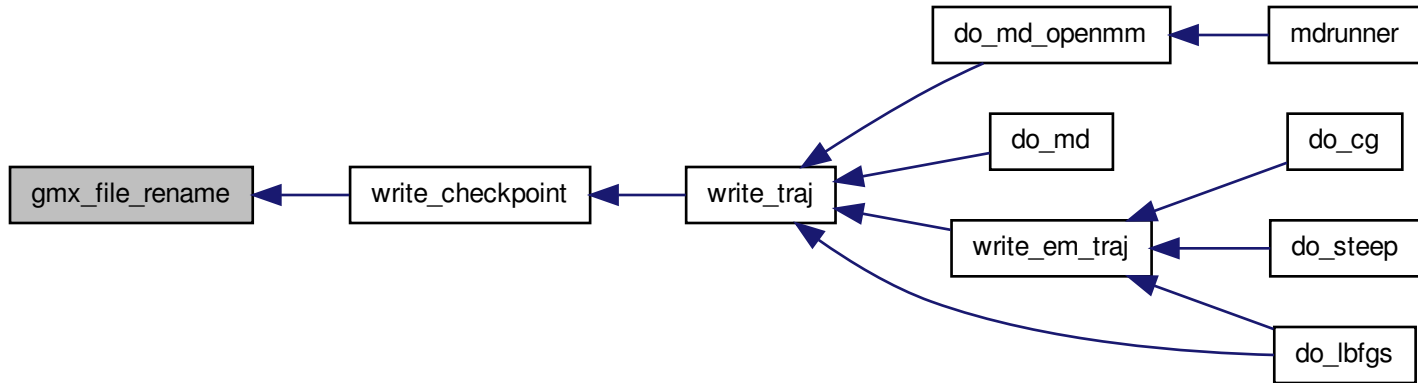 do_md_openmm
mdrunner
do_md
do_cg
gmx_file_rename
write_checkpoint
write_traj
write_em_traj
do_steep
do_lbfgs